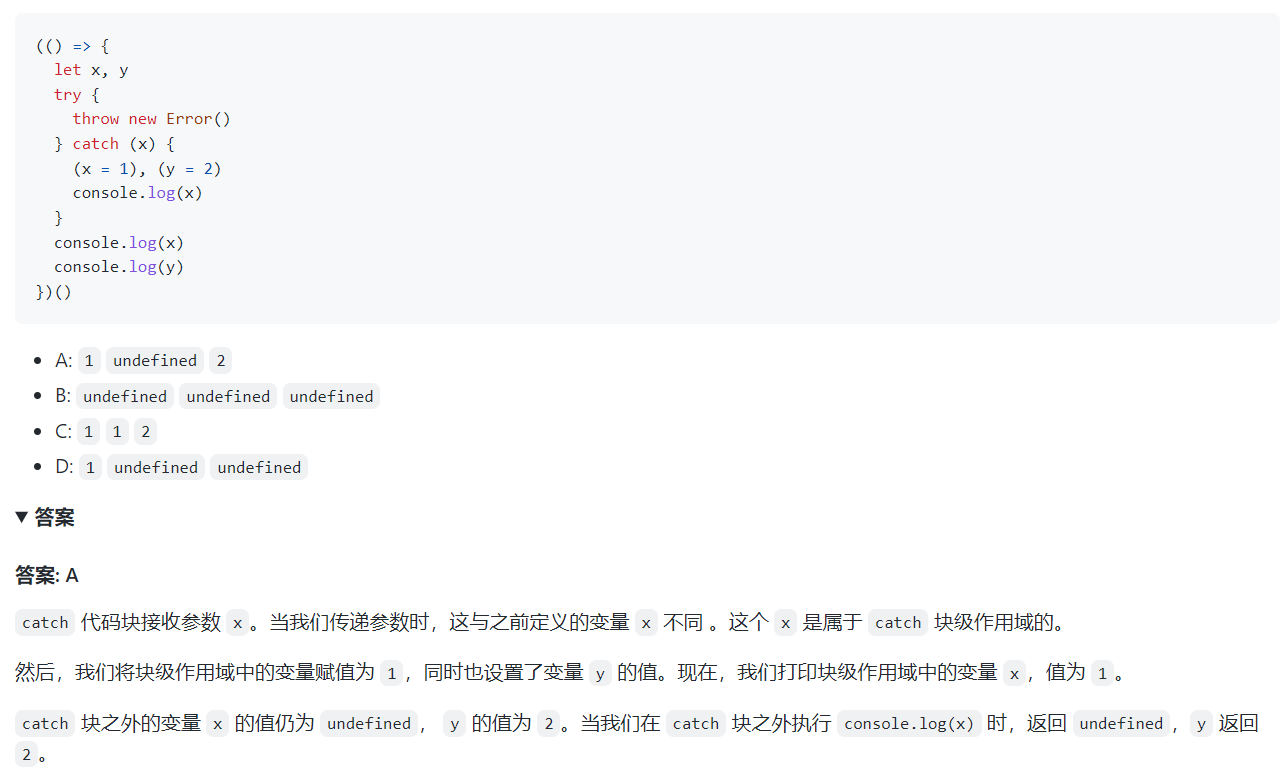 (() => {
  let x, y
  try {
    throw new Error()
  } catch (x) {
    (x = 1), (y = 2)
    console.log(x)
  }
  console.log(x)
  console.log(y)
})()
• A: 1 undefined 2
• B: undefined undefined undefined
• C: 1 1 2
• D: 1 undefined undefined
▼ 答案
答案: A
catch 代码块接收参数 x。当我们传递参数时，这与之前定义的变量 x 不同 。这个 x 是属于 catch 块级作用域的。
然后，我们将块级作用域中的变量赋值为 1，同时也设置了变量 y 的值。现在，我们打印块级作用域中的变量 x，值为 1。
catch 块之外的变量 x 的值仍为 undefined， y 的值为 2。当我们在 catch 块之外执行 console.log(x) 时，返回 undefined，y 返回
2。